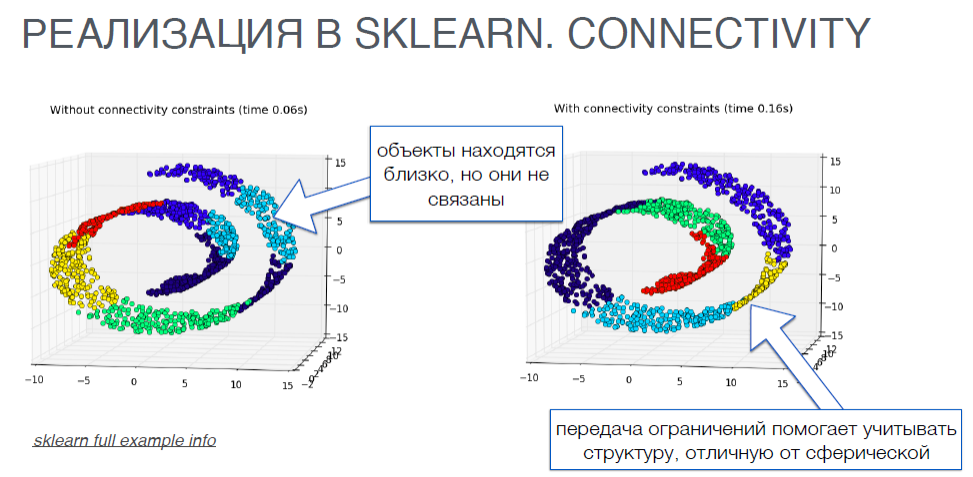 РЕАЛИЗАЦИЯ В SKLEARN. CONNECTIVITY
Without connectivity constraints (time 0.06s)
With connectivity constraints (time 0.16s)
объекты находятся
близко, но они не
связаны
15
10
5
0
−5
−10
−15
−10
−5
0
5
10
15
15
10
5
0
−5
−10
−15
−10
−5
0
5
10
15
передача ограничений помогает учитывать
структуру, отличную от сферической
sklearn full example info